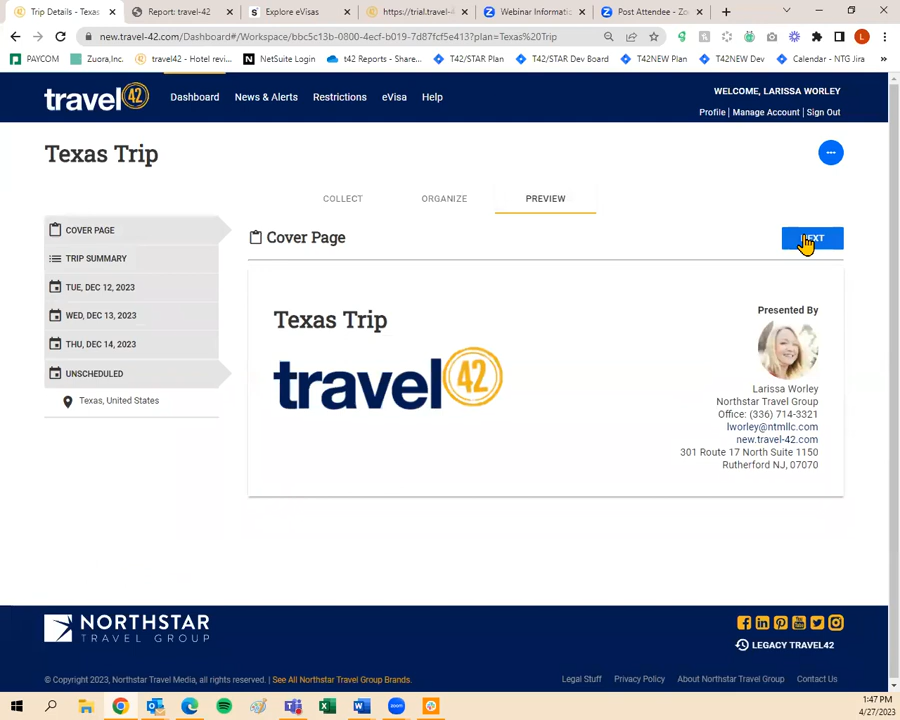 Trip Details - Texas
Report: travel-42
Explore eVisas
https://trial.travel-4
Webinar Informati
Post Attendee - Zoo
new.travel-42.com/Dashboard#/Workspace/bbc5c13b-0800-4ecf-b019-7d87fcf5e413?plan=Texas%20Trip
PAYCOM
Zuora,Inc.
travel42 - Hotel revi...
NetSuite Login
t42 Reports - Share...
T42/STAR Plan
T42/STAR Dev Board
T42NEW Plan
T42NEW Dev
Calendar - NTG Jira
travel 42
Dashboard
News & Alerts
Restrictions
eVisa
Help
WELCOME, LARISSA WORLEY
Profile | Manage Account | Sign Out
Texas Trip
COLLECT
ORGANIZE
PREVIEW
COVER PAGE
TRIP SUMMARY
TUE, DEC 12, 2023
WED, DEC 13, 2023
THU, DEC 14, 2023
UNSCHEDULED
Texas, United States
Cover Page
Texas Trip
travel 42
Presented By
Larissa Worley
Northstar Travel Group
Office: (336) 714-3321
lworley@ntmllc.com
new.travel-42.com
301 Route 17 North Suite 1150
Rutherford NJ, 07070
NORTHSTAR
TRAVEL GROUP
LEGACY TRAVEL42
© Copyright 2023, Northstar Travel Media, all rights reserved. | See All Northstar Travel Group Brands.
Legal Stuff
Privacy Policy
About Northstar Travel Group
Contact Us
1:47 PM
4/27/2023